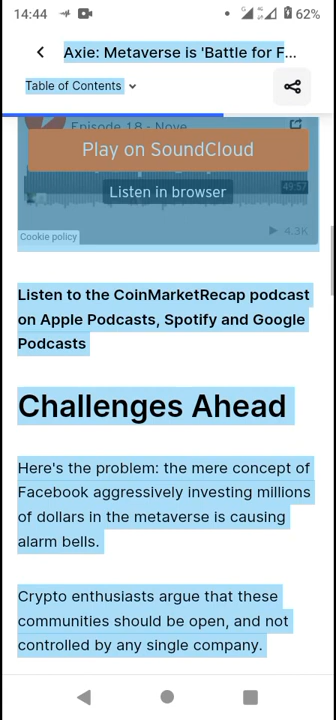 14:44
62%
Axie: Metaverse is 'Battle for F...
Table of Contents
Episode 18 - Nove
Play on SoundCloud
Listen in browser
49:57
Cookie policy
4.3K
Listen to the CoinMarketRecap podcast
on Apple Podcasts, Spotify and Google
Podcasts
Challenges Ahead
Here's the problem: the mere concept of
Facebook aggressively investing millions
of dollars in the metaverse is causing
alarm bells.
Crypto enthusiasts argue that these
communities should be open, and not
controlled by any single company.